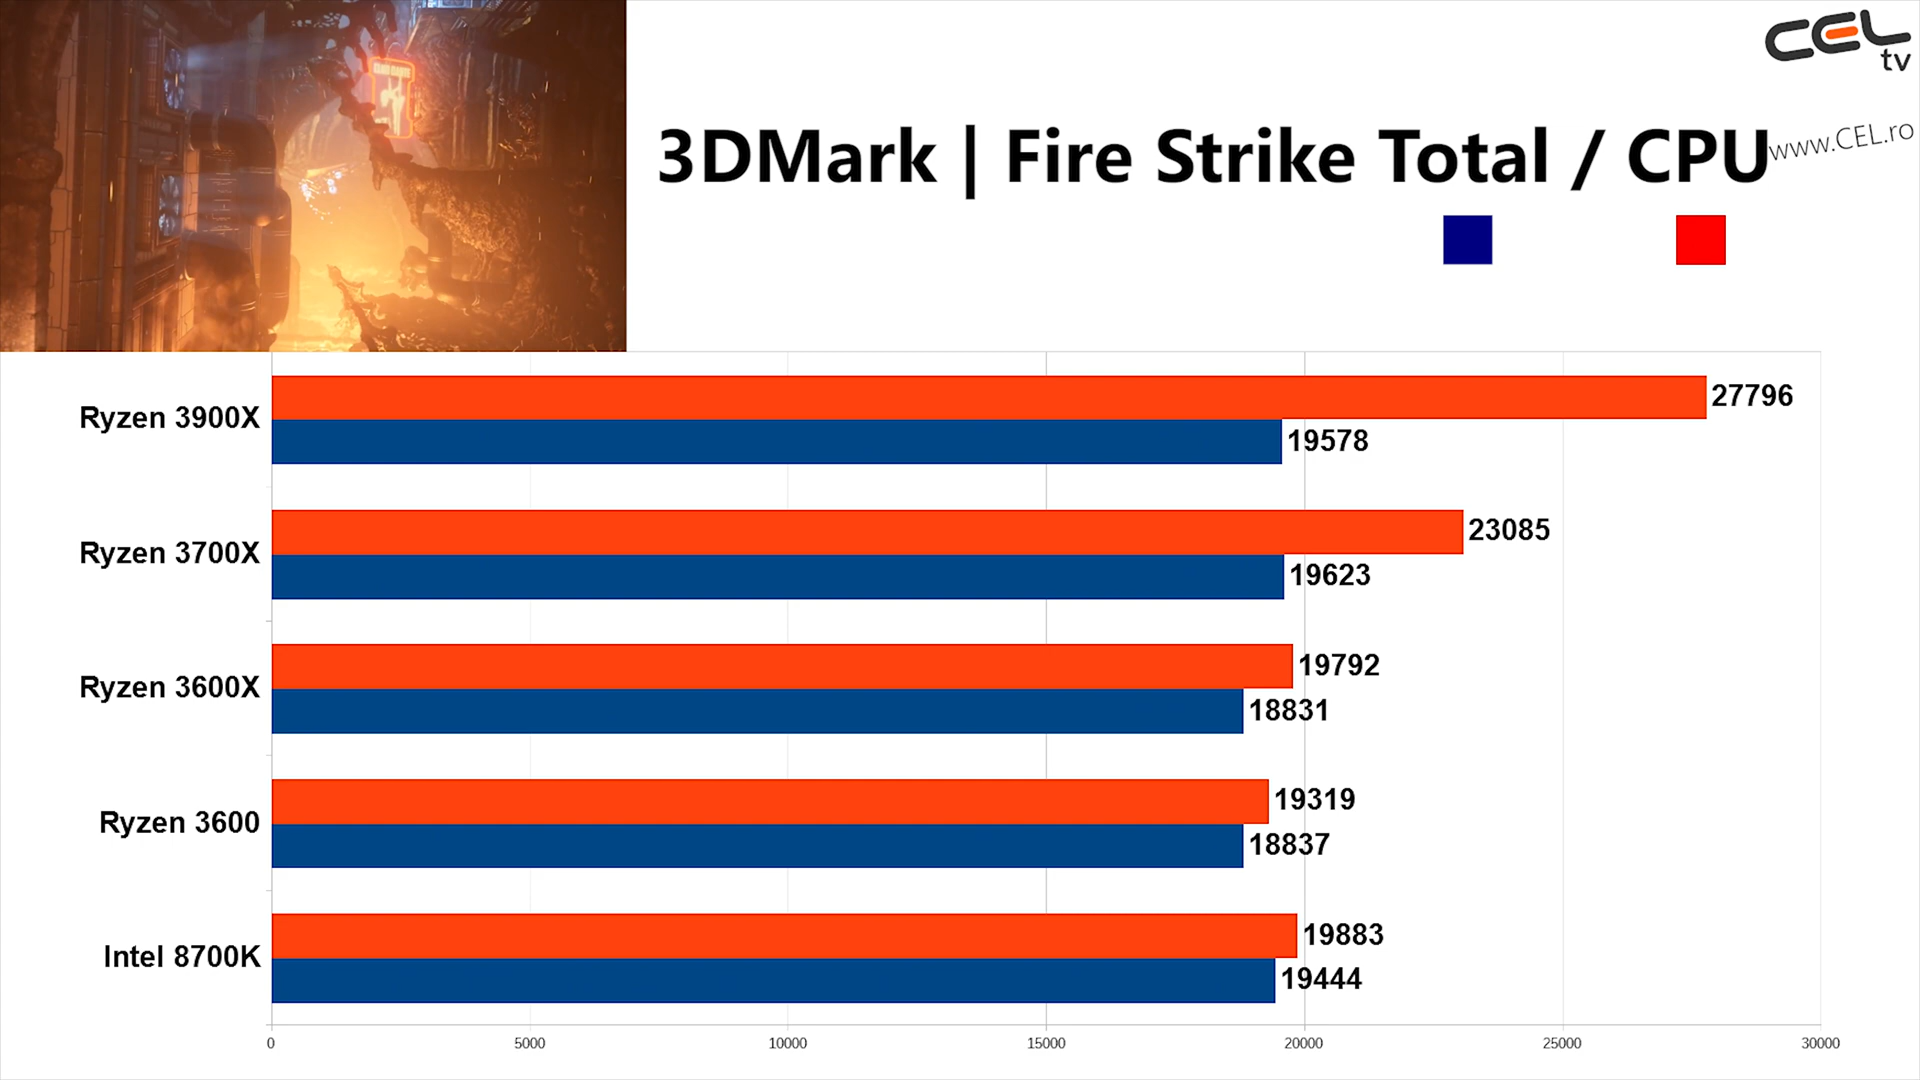 CEL
tv
www.CEL.ro
3DMark | Fire Strike Total / CPU
Ryzen 3900X
27796
19578
Ryzen 3700X
23085
19623
Ryzen 3600X
19792
18831
Ryzen 3600
19319
18837
Intel 8700K
19883
19444
0 5000 10000 15000 20000 25000 30000